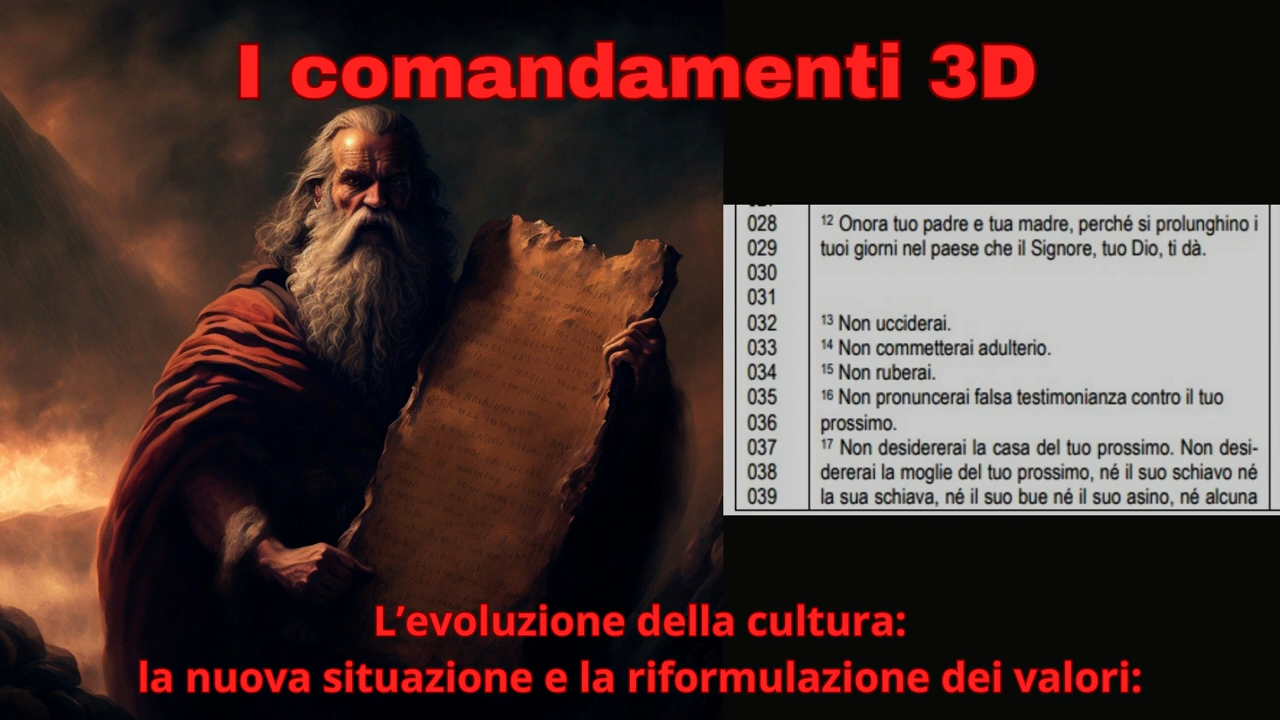 I comandamenti 3D
028 ¹² Onora tuo padre e tua madre, perché si prolunghino i
029 tuoi giorni nel paese che il Signore, tuo Dio, ti dà.
030
031
032 ¹³ Non ucciderai.
033 ¹⁴ Non commetterai adulterio.
034 ¹⁵ Non ruberai.
035 ¹⁶ Non pronuncerai falsa testimonianza contro il tuo
036 prossimo.
037 ¹⁷ Non desidererai la casa del tuo prossimo. Non desi-
038 dererai la moglie del tuo prossimo, né il suo schiavo né
039 la sua schiava, né il suo bue né il suo asino, né alcuna
L’evoluzione della cultura:
la nuova situazione e la riformulazione dei valori: